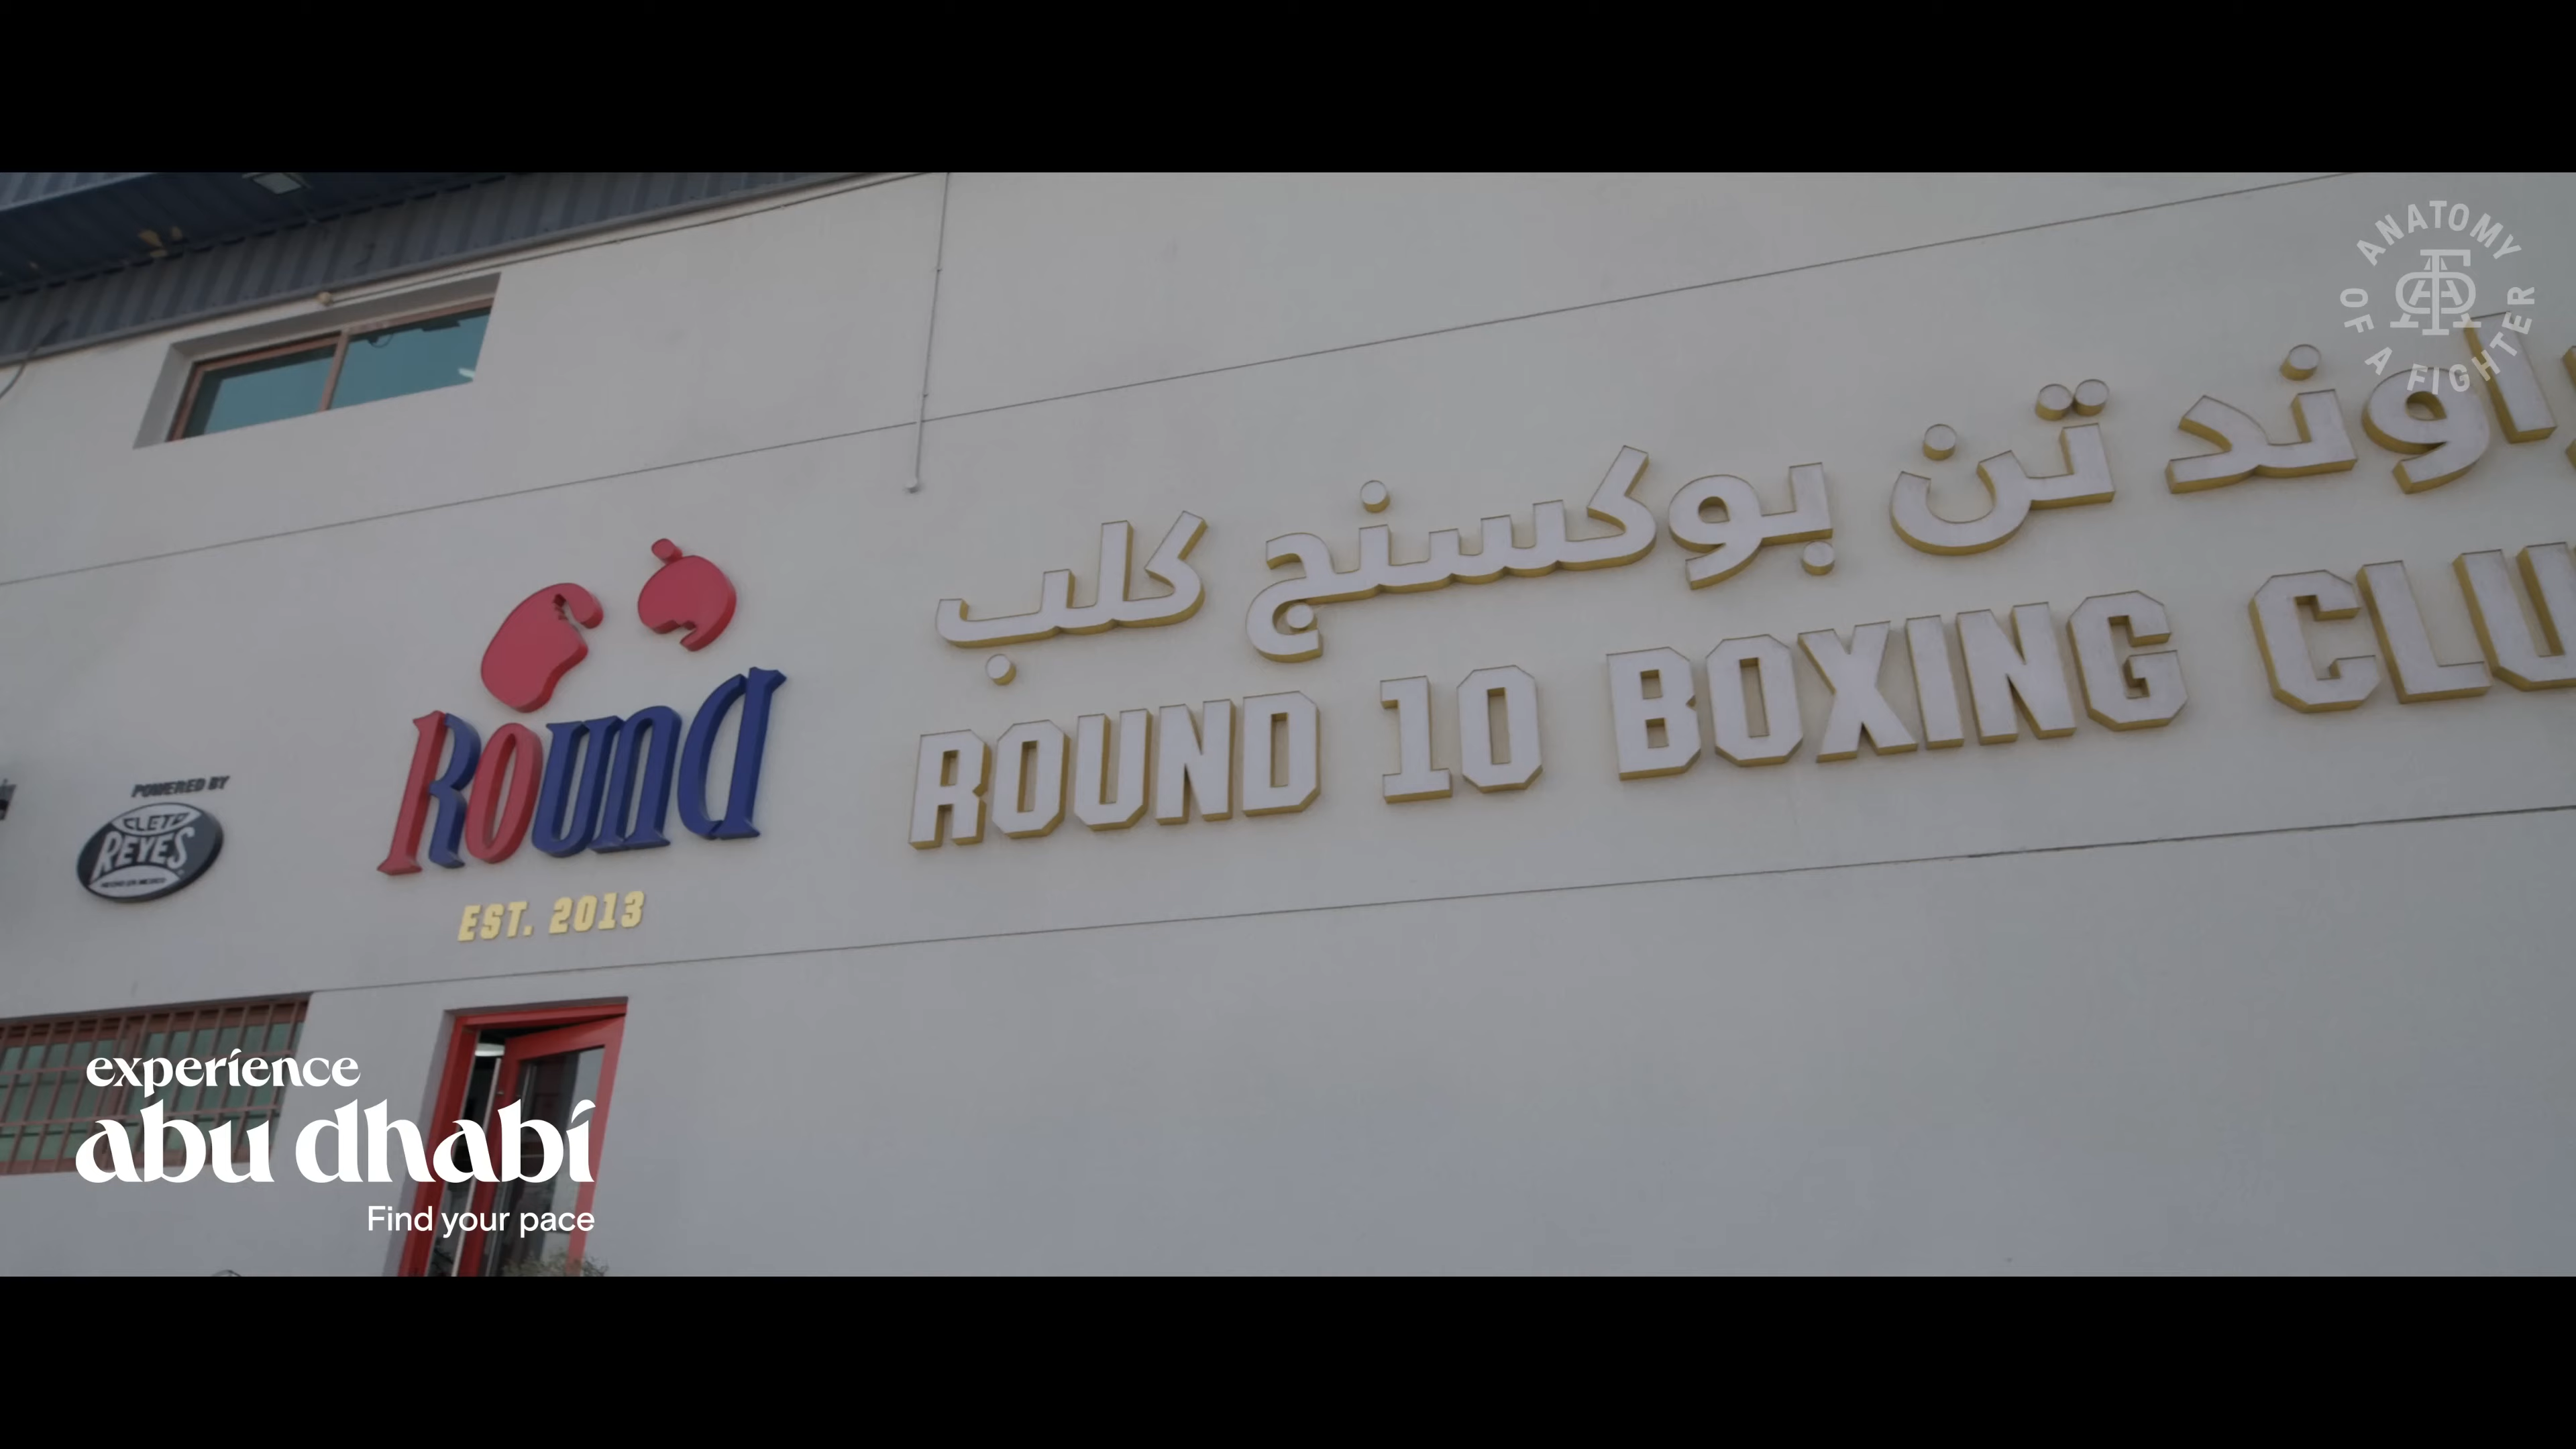 ANATOMY OF A FIGHTER
راوند تن بوكسنج كلب
ROUND 10 BOXING CLU
Round
EST. 2013
POWERED BY
CLETO
REYES
experience
abu dhabi
Find your pace